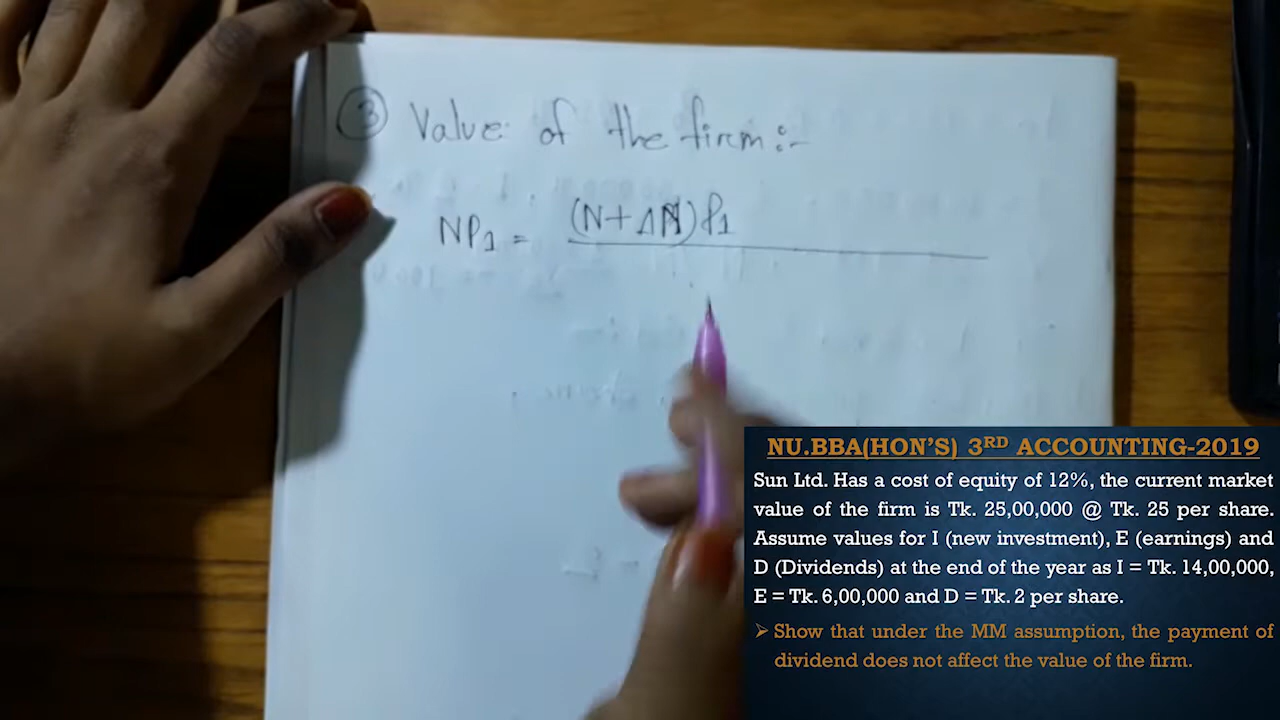 ③ Value of the firm:-
NP1 = (N+ΔN)P1
NU.BBA(HON'S) 3RD ACCOUNTING-2019
Sun Ltd. Has a cost of equity of 12%, the current market
value of the firm is Tk. 25,00,000 @ Tk. 25 per share.
Assume values for I (new investment), E (earnings) and
D (Dividends) at the end of the year as I = Tk. 14,00,000,
E = Tk. 6,00,000 and D = Tk. 2 per share.
➢ Show that under the MM assumption, the payment of
dividend does not affect the value of the firm.